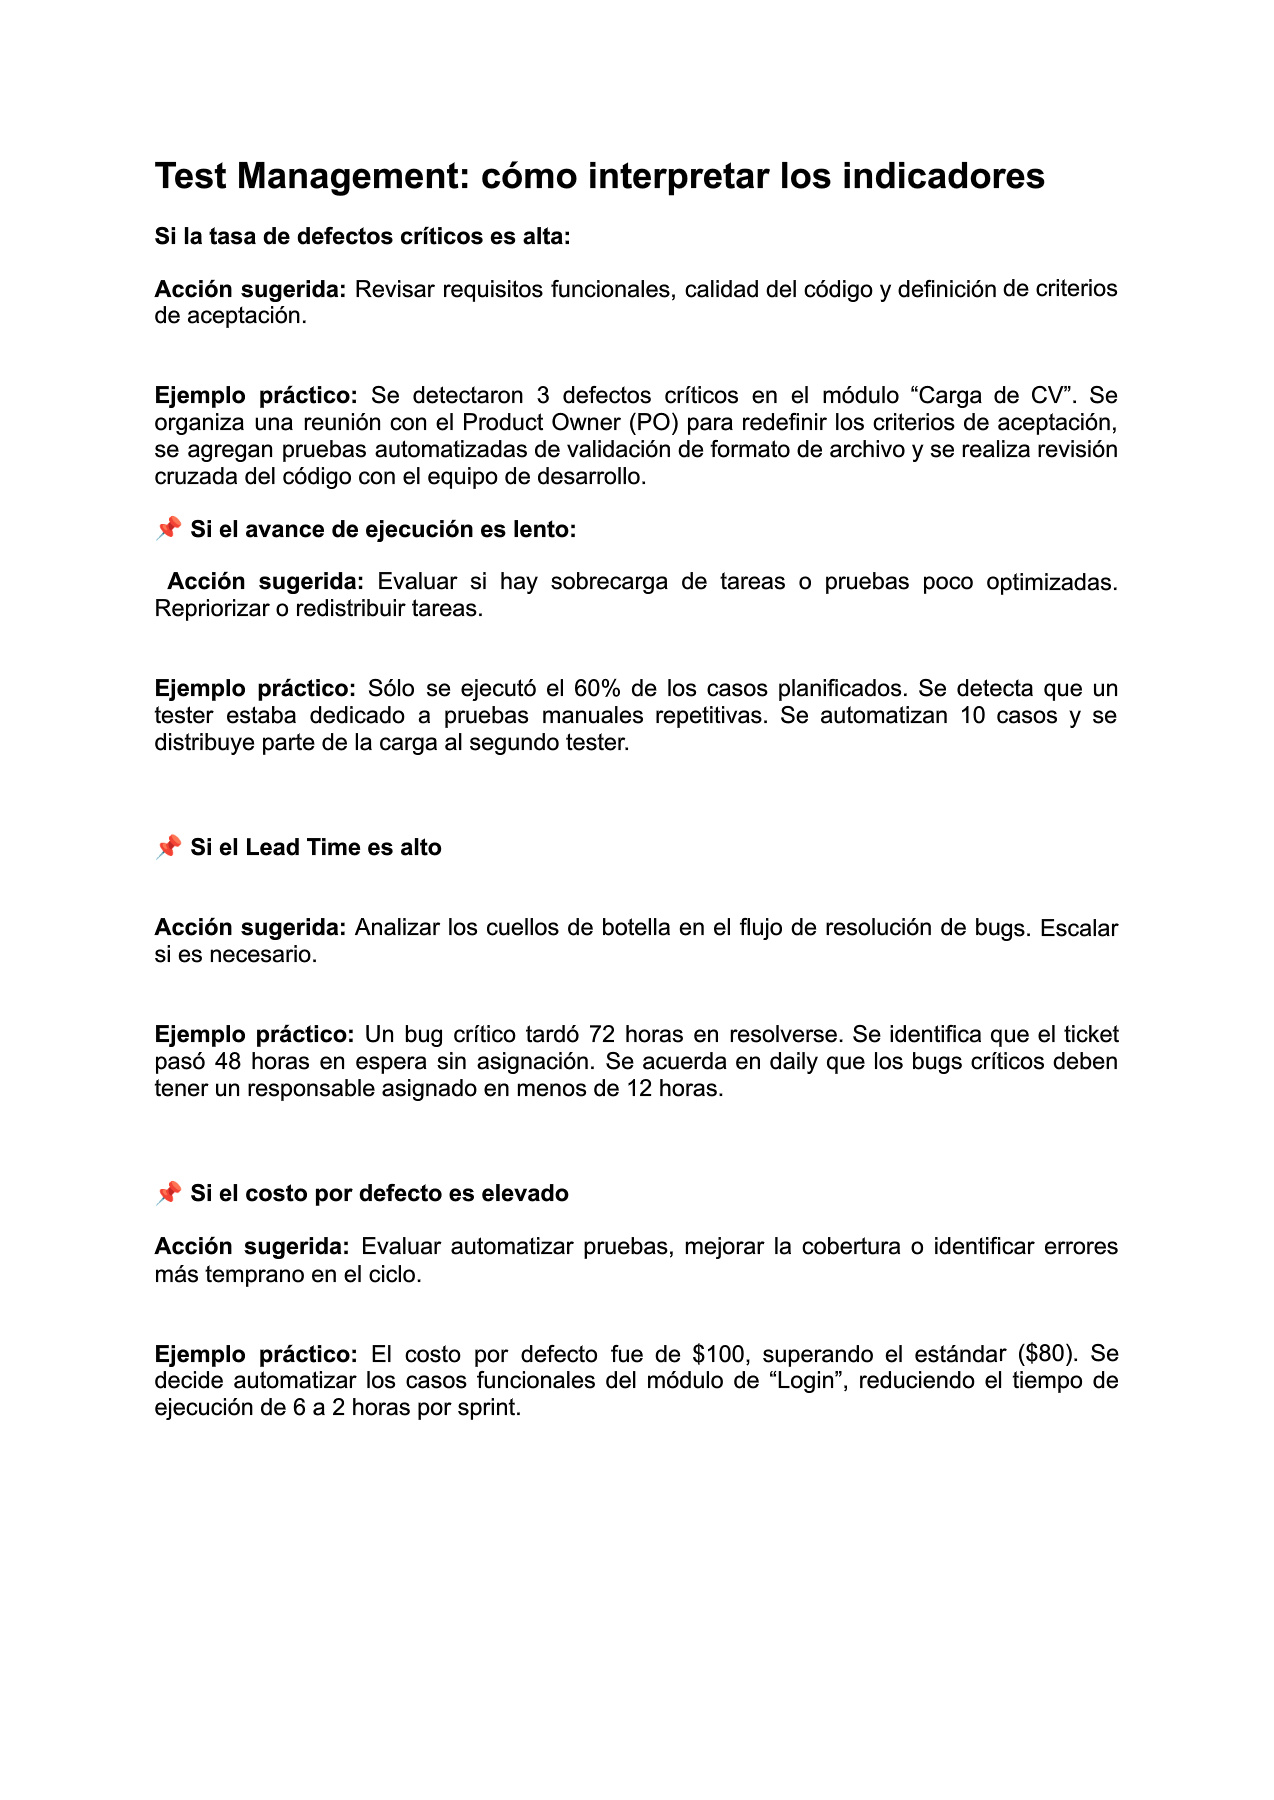 Test Management: cómo interpretar los indicadores
Si la tasa de defectos críticos es alta:
Acción sugerida: Revisar requisitos funcionales, calidad del código y definición de criterios
de aceptación.
Ejemplo práctico: Se detectaron 3 defectos críticos en el módulo “Carga de CV”. Se
organiza una reunión con el Product Owner (PO) para redefinir los criterios de aceptación,
se agregan pruebas automatizadas de validación de formato de archivo y se realiza revisión
cruzada del código con el equipo de desarrollo.
📌 Si el avance de ejecución es lento:
Acción sugerida: Evaluar si hay sobrecarga de tareas o pruebas poco optimizadas.
Repriorizar o redistribuir tareas.
Ejemplo práctico: Sólo se ejecutó el 60% de los casos planificados. Se detecta que un
tester estaba dedicado a pruebas manuales repetitivas. Se automatizan 10 casos y se
distribuye parte de la carga al segundo tester.
📌 Si el Lead Time es alto
Acción sugerida: Analizar los cuellos de botella en el flujo de resolución de bugs. Escalar
si es necesario.
Ejemplo práctico: Un bug crítico tardó 72 horas en resolverse. Se identifica que el ticket
pasó 48 horas en espera sin asignación. Se acuerda en daily que los bugs críticos deben
tener un responsable asignado en menos de 12 horas.
📌 Si el costo por defecto es elevado
Acción sugerida: Evaluar automatizar pruebas, mejorar la cobertura o identificar errores
más temprano en el ciclo.
Ejemplo práctico: El costo por defecto fue de $100, superando el estándar ($80). Se
decide automatizar los casos funcionales del módulo de “Login”, reduciendo el tiempo de
ejecución de 6 a 2 horas por sprint.